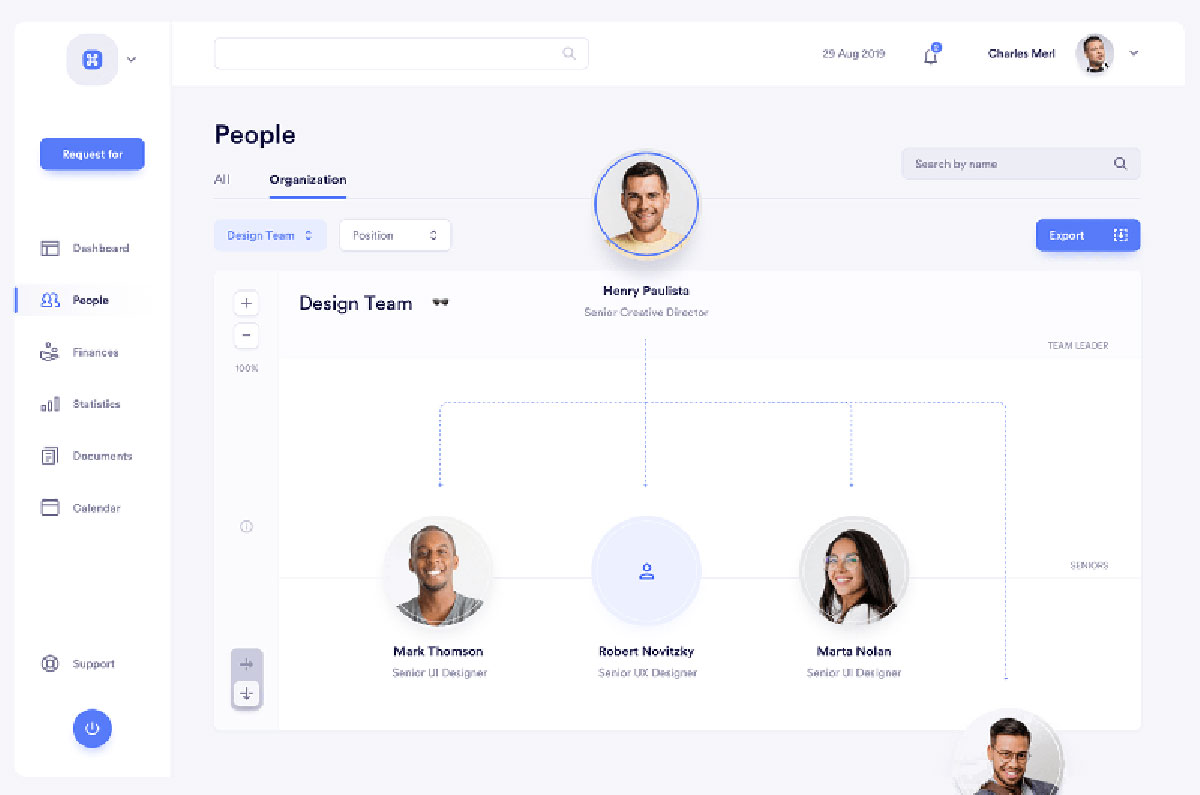 29 Aug 2019
Charles Merl
Request for
Dashboard
People
Finances
Statistics
Documents
Calendar
Support
People
All
Organization
Search by name
Design Team
Position
Export
Design Team
100%
Henry Paulista
Senior Creative Director
TEAM LEADER
SENIORS
Mark Thomson
Senior UI Designer
Robert Novitzky
Senior UX Designer
Marta Nolan
Senior UI Designer